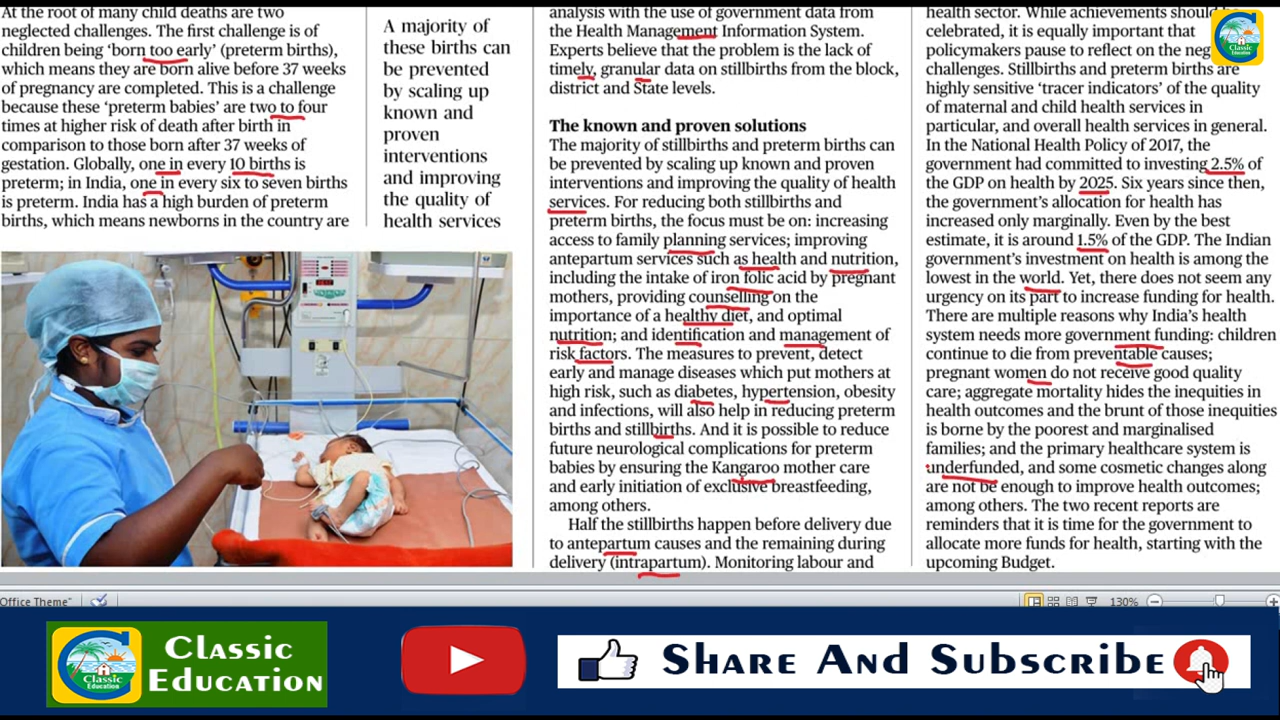 At the root of many child deaths are two
neglected challenges. The first challenge is of
children being ‘born too early’ (preterm births),
which means they are born alive before 37 weeks
of pregnancy are completed. This is a challenge
because these ‘preterm babies’ are two to four
times at higher risk of death after birth in
comparison to those born after 37 weeks of
gestation. Globally, one in every 10 births is
preterm; in India, one in every six to seven births
is preterm. India has a high burden of preterm
births, which means newborns in the country are
A majority of
these births can
be prevented
by scaling up
known and
proven
interventions
and improving
the quality of
health services
analysis with the use of government data from
the Health Management Information System.
Experts believe that the problem is the lack of
timely, granular data on stillbirths from the block,
district and State levels.
The known and proven solutions
The majority of stillbirths and preterm births can
be prevented by scaling up known and proven
interventions and improving the quality of health
services. For reducing both stillbirths and
preterm births, the focus must be on: increasing
access to family planning services; improving
antepartum services such as health and nutrition,
including the intake of iron folic acid by pregnant
mothers, providing counselling on the
importance of a healthy diet, and optimal
nutrition; and identification and management of
risk factors. The measures to prevent, detect
early and manage diseases which put mothers at
high risk, such as diabetes, hypertension, obesity
and infections, will also help in reducing preterm
births and stillbirths. And it is possible to reduce
future neurological complications for preterm
babies by ensuring the Kangaroo mother care
and early initiation of exclusive breastfeeding,
among others.
Half the stillbirths happen before delivery due
to antepartum causes and the remaining during
delivery (intrapartum). Monitoring labour and
health sector. While achievements should be
celebrated, it is equally important that
policymakers pause to reflect on the
challenges. Stillbirths and preterm births are
highly sensitive ‘tracer indicators’ of the quality
of maternal and child health services in
particular, and overall health services in general.
In the National Health Policy of 2017, the
government had committed to investing 2.5% of
the GDP on health by 2025. Six years since then,
the government’s allocation for health has
increased only marginally. Even by the best
estimate, it is around 1.5% of the GDP. The Indian
government’s investment on health is among the
lowest in the world. Yet, there does not seem any
urgency on its part to increase funding for health.
There are multiple reasons why India’s health
system needs more government funding: children
continue to die from preventable causes;
pregnant women do not receive good quality
care; aggregate mortality hides the inequities in
health outcomes and the brunt of those inequities
is borne by the poorest and marginalised
families; and the primary healthcare system is
underfunded, and some cosmetic changes along
are not be enough to improve health outcomes;
among others. The two recent reports are
reminders that it is time for the government to
allocate more funds for health, starting with the
upcoming Budget.
Classic
Education
Office Theme"
130%
Classic
Education
Classic
Education
Share And Subscribe